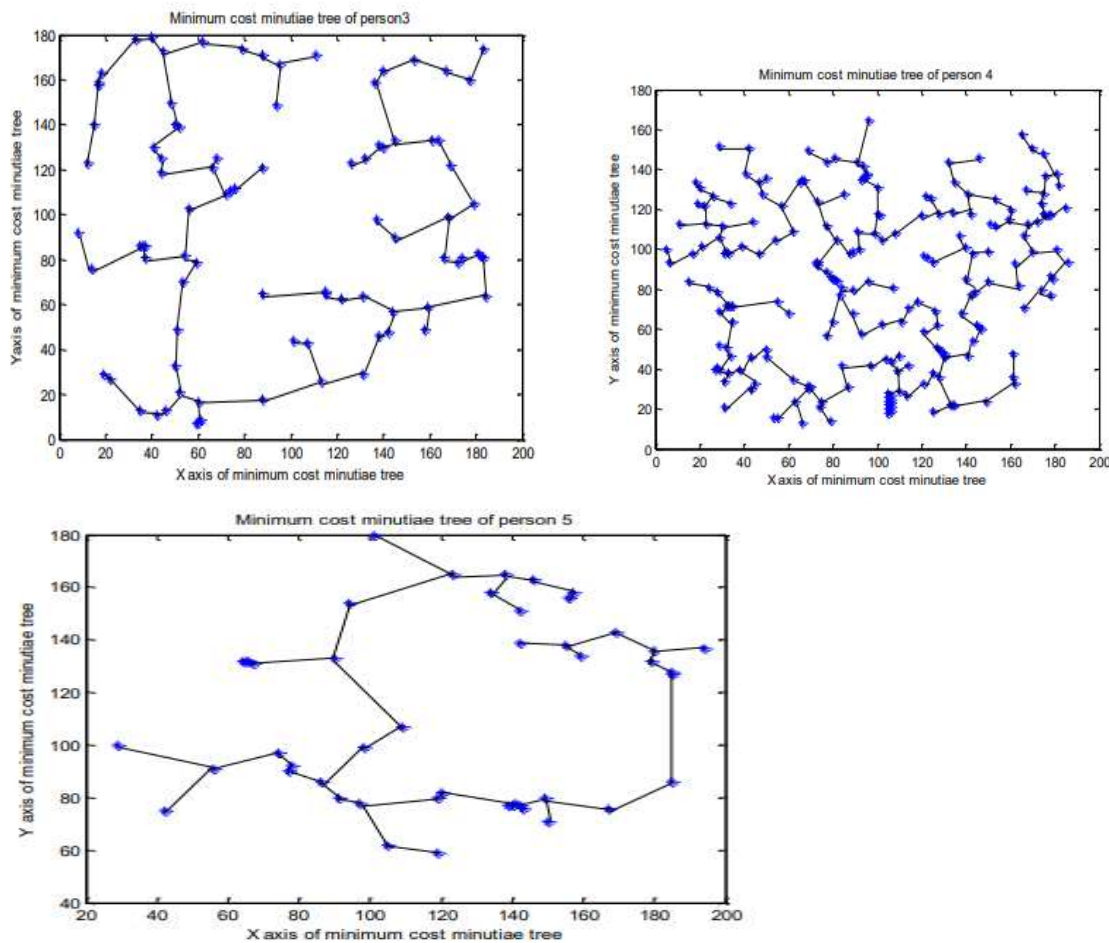 Minimum cost minutiae tree of person3
180
160
140
120
100
80
60
40
20
0
Yaxis of minimum cost minutiae tree
0 20 40 60 80 100 120 140 160 180 200
X axis of minimum cost minutiae tree
Minimum cost minutiae tree of person 4
180
160
140
120
100
80
60
40
20
0
Y axis of minimum cost minutiae tree
0 20 40 60 80 100 120 140 160 180 200
X axis of minimum cost minutiae tree
Minimum cost minutiae tree of person 5
180
160
140
120
100
80
60
40
Y axis of minimum cost minutiae tree
20 40 60 80 100 120 140 160 180 200
X axis of minimum cost minutiae tree